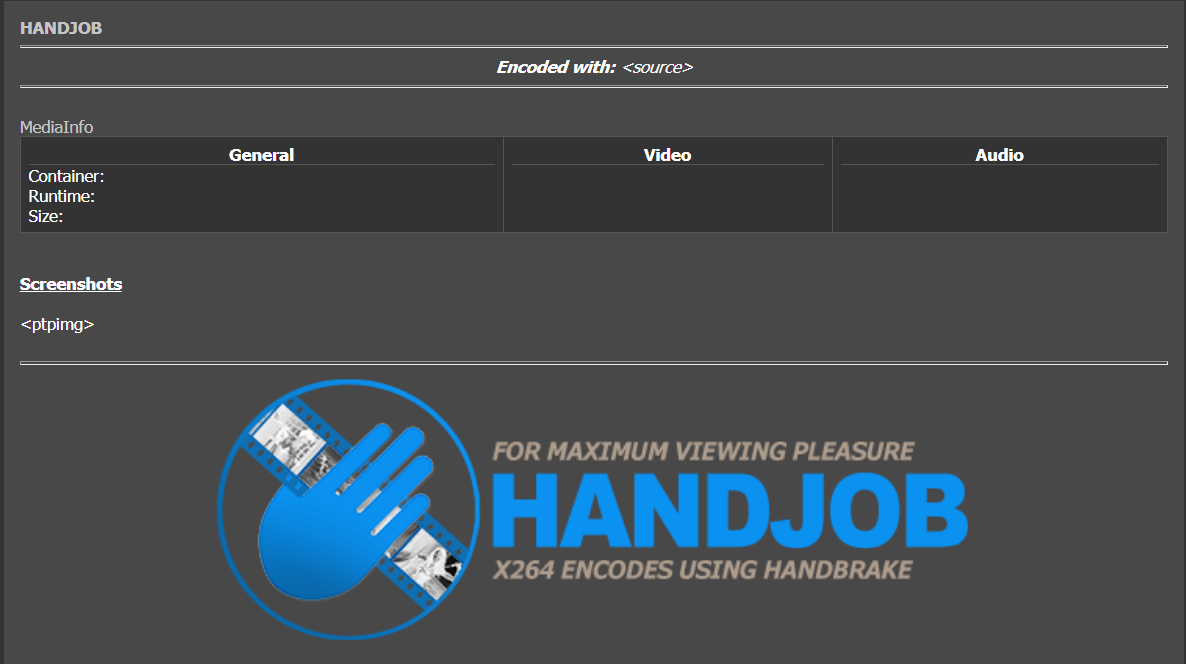 HANDJOB
Encoded with: <source>
MediaInfo
General
Video
Audio
Container:
Runtime:
Size:
Screenshots
<ptpimg>
FOR MAXIMUM VIEWING PLEASURE
HANDJOB
X264 ENCODES USING HANDBRAKE